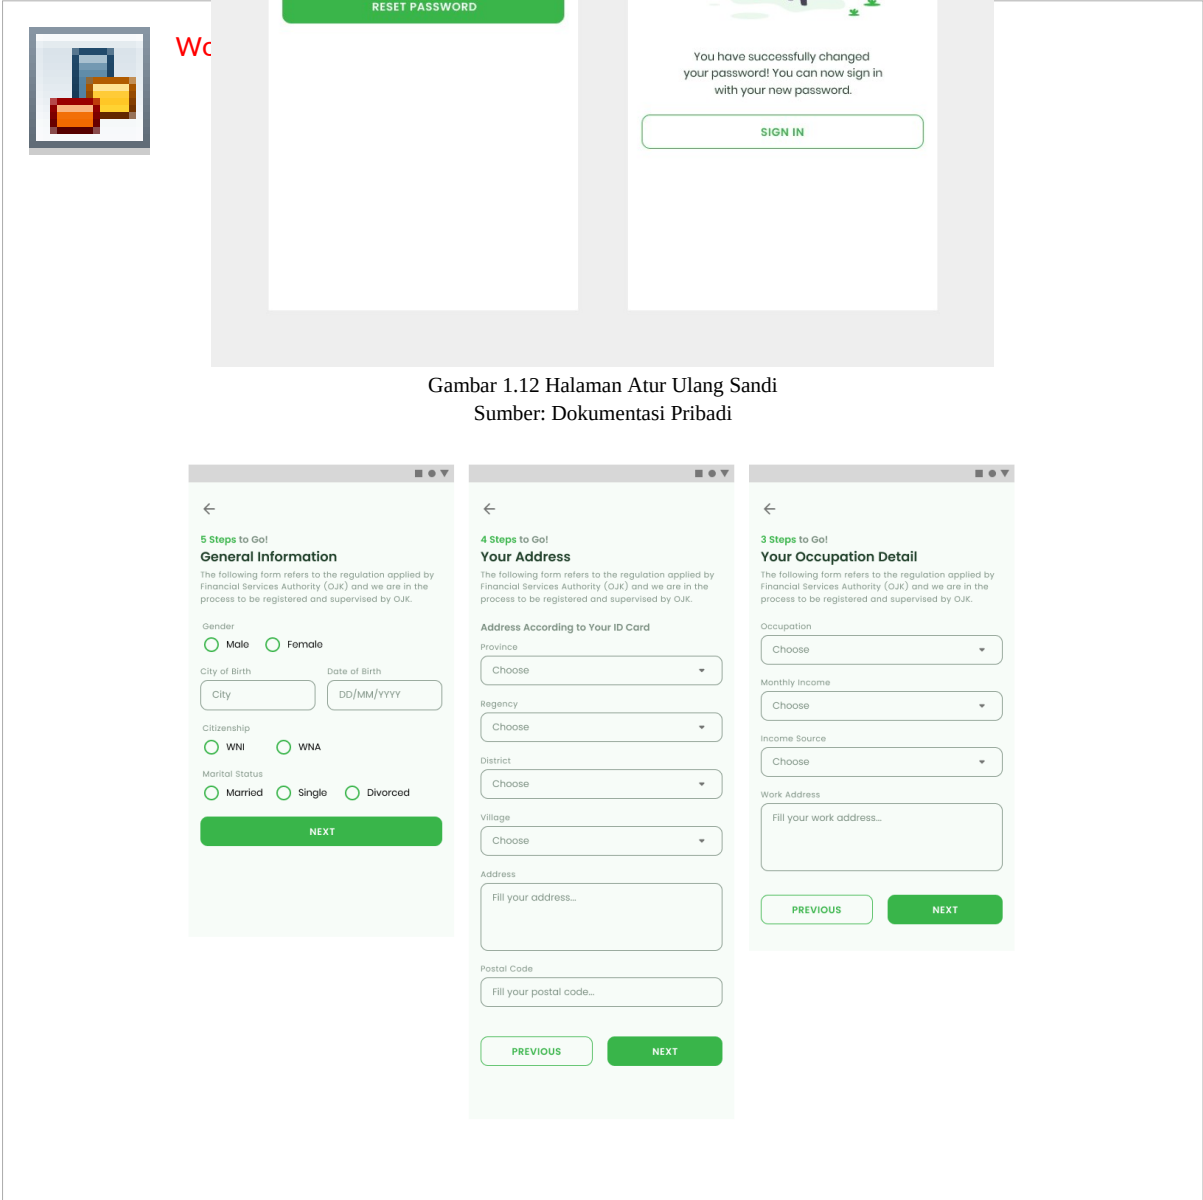 RESET PASSWORD
You have successfully changed
your password! You can now sign in
with your new password.
SIGN IN
Gambar 1.12 Halaman Atur Ulang Sandi
Sumber: Dokumentasi Pribadi
5 Steps to Go!
General Information
The following form refers to the regulation applied by
Financial Services Authority (OJK) and we are in the
process to be registered and supervised by OJK.
Gender
Male Female
City of Birth Date of Birth
City DD/MM/YYYY
Citizenship
WNI WNA
Marital Status
Married Single Divorced
NEXT
4 Steps to Go!
Your Address
The following form refers to the regulation applied by
Financial Services Authority (OJK) and we are in the
process to be registered and supervised by OJK.
Address According to Your ID Card
Province
Choose
Regency
Choose
District
Choose
Village
Choose
Address
Fill your address...
Postal Code
Fill your postal code...
PREVIOUS NEXT
3 Steps to Go!
Your Occupation Detail
The following form refers to the regulation applied by
Financial Services Authority (OJK) and we are in the
process to be registered and supervised by OJK.
Occupation
Choose
Monthly Income
Choose
Income Source
Choose
Work Address
Fill your work address...
PREVIOUS NEXT